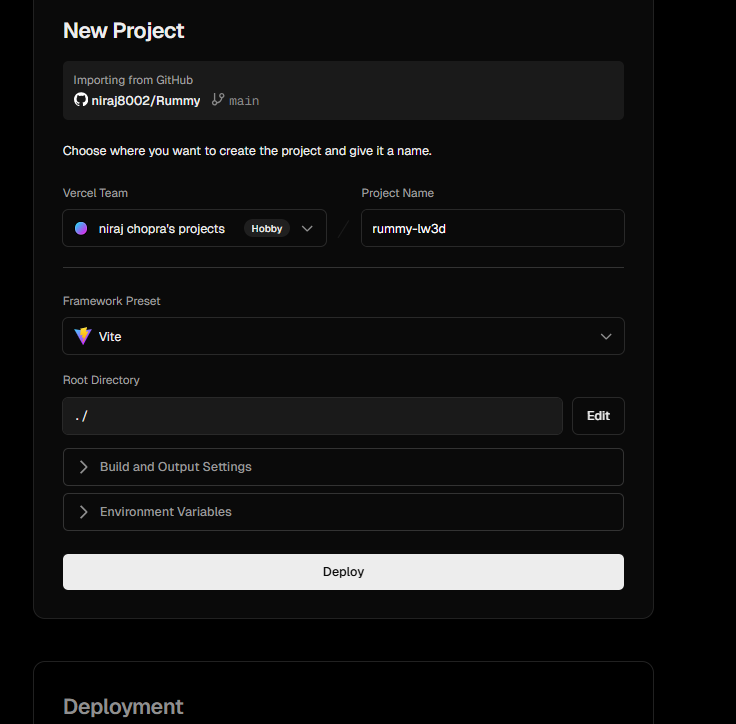 New Project
Importing from GitHub
niraj8002/Rummy main
Choose where you want to create the project and give it a name.
Vercel Team Project Name
niraj chopra's projects Hobby rummy-lw3d
Framework Preset
Vite
Root Directory
./ Edit
Build and Output Settings
Environment Variables
Deploy
Deployment